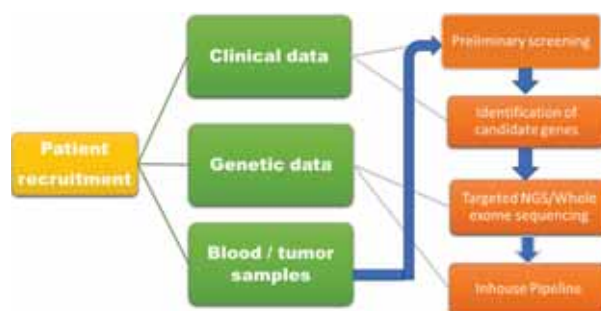 Clinical data
Preliminary screening
Identification of
candidate genes
Patient
recruitment
Genetic data
Targeted NGS/Whole
exome sequencing
Blood / tumor
samples
Inhouse Pipeline